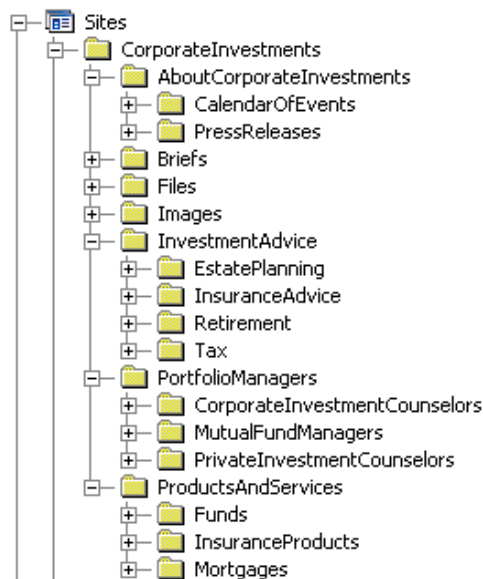 Sites
CorporateInvestments
AboutCorporateInvestments
CalendarOfEvents
PressReleases
Briefs
Files
Images
InvestmentAdvice
EstatePlanning
InsuranceAdvice
Retirement
Tax
PortfolioManagers
CorporateInvestmentCounselors
MutualFundManagers
PrivateInvestmentCounselors
ProductsAndServices
Funds
InsuranceProducts
Mortgages